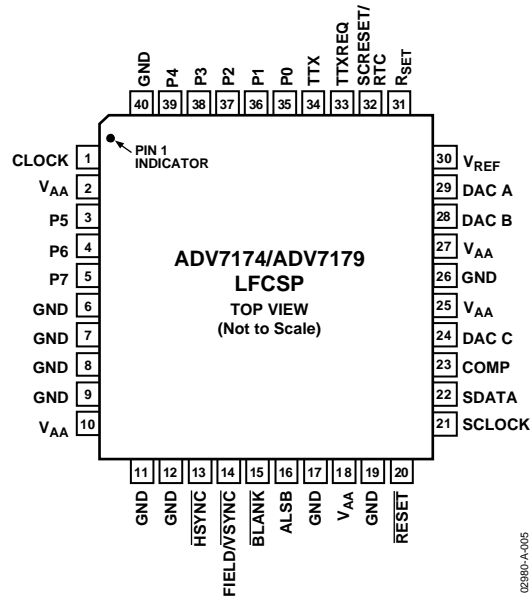 GND
P4
P3
P2
P1
P0
TTX
TTXREQ
SCRESET/
RTC
RSET
40
39
38
37
36
35
34
33
32
31
PIN 1
INDICATOR
CLOCK 1
VAA 2
P5 3
P6 4
P7 5
GND 6
GND 7
GND 8
GND 9
VAA 10
ADV7174/ADV7179
LFCSP
TOP VIEW
(Not to Scale)
30 VREF
29 DAC A
28 DAC B
27 VAA
26 GND
25 VAA
24 DAC C
23 COMP
22 SDATA
21 SCLOCK
11
12
13
14
15
16
17
18
19
20
GND
GND
HSYNC
FIELD/VSYNC
BLANK
ALSB
GND
VAA
GND
RESET
02980-A-005